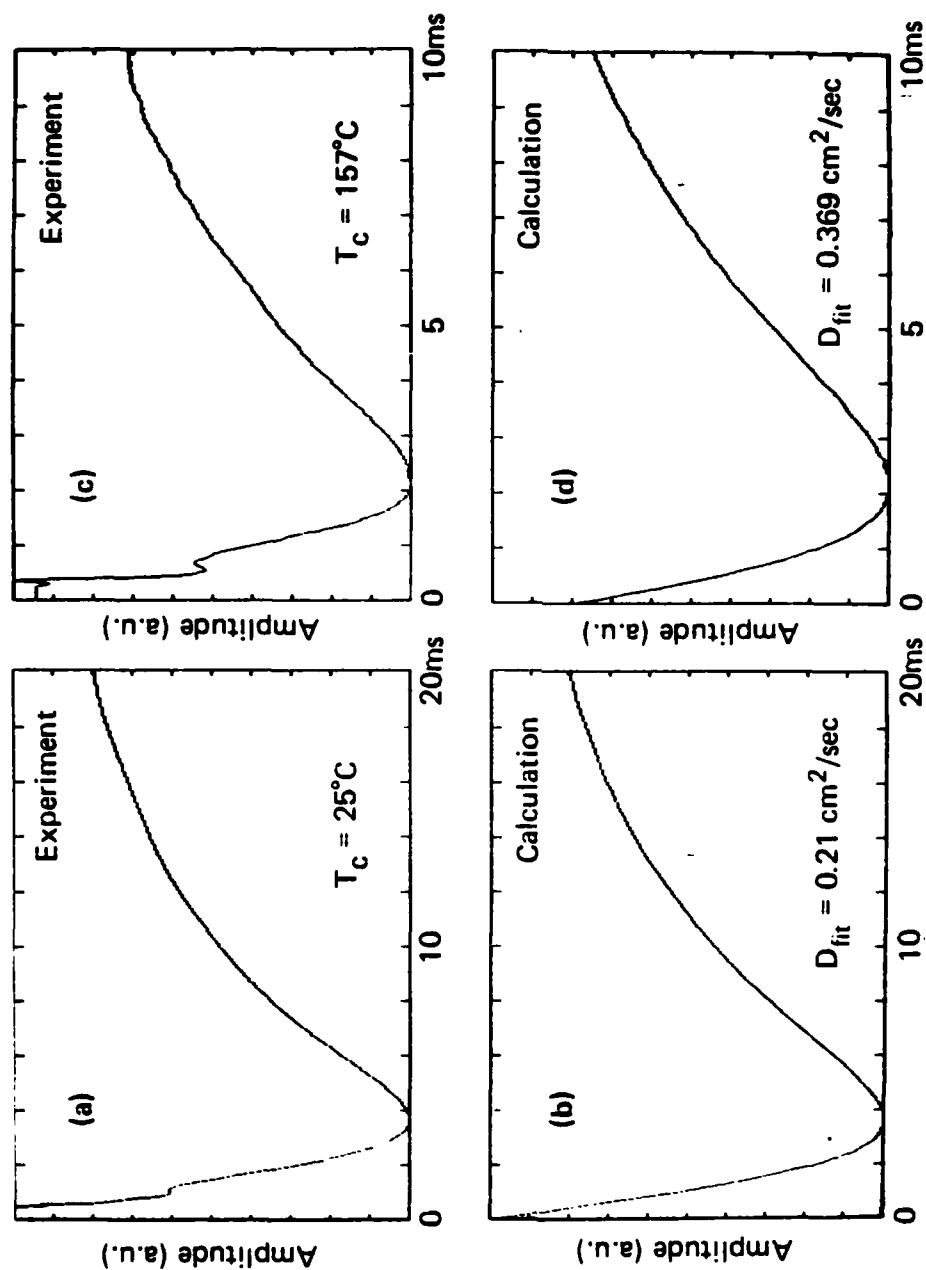 (a)
Experiment
T_c = 25°C
Amplitude (a.u.)
0
10
20ms
(b)
Calculation
D_fit = 0.21 cm²/sec
Amplitude (a.u.)
0
10
20ms
(c)
Experiment
T_c = 157°C
Amplitude (a.u.)
0
5
10ms
(d)
Calculation
D_fit = 0.369 cm²/sec
Amplitude (a.u.)
0
5
10ms